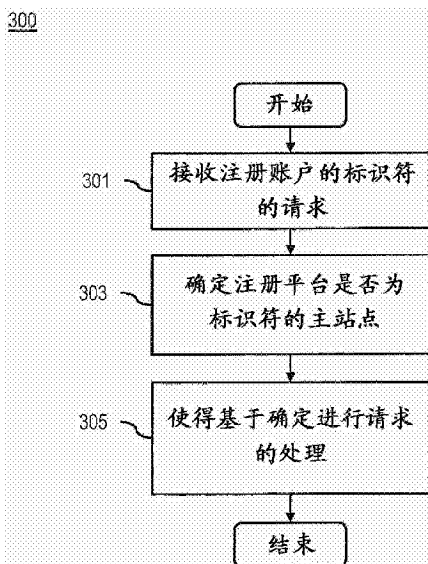 300
开始
301
接收注册账户的标识符
的请求
303
确定注册平台是否为
标识符的主站点
305
使得基于确定进行请求
的处理
结束